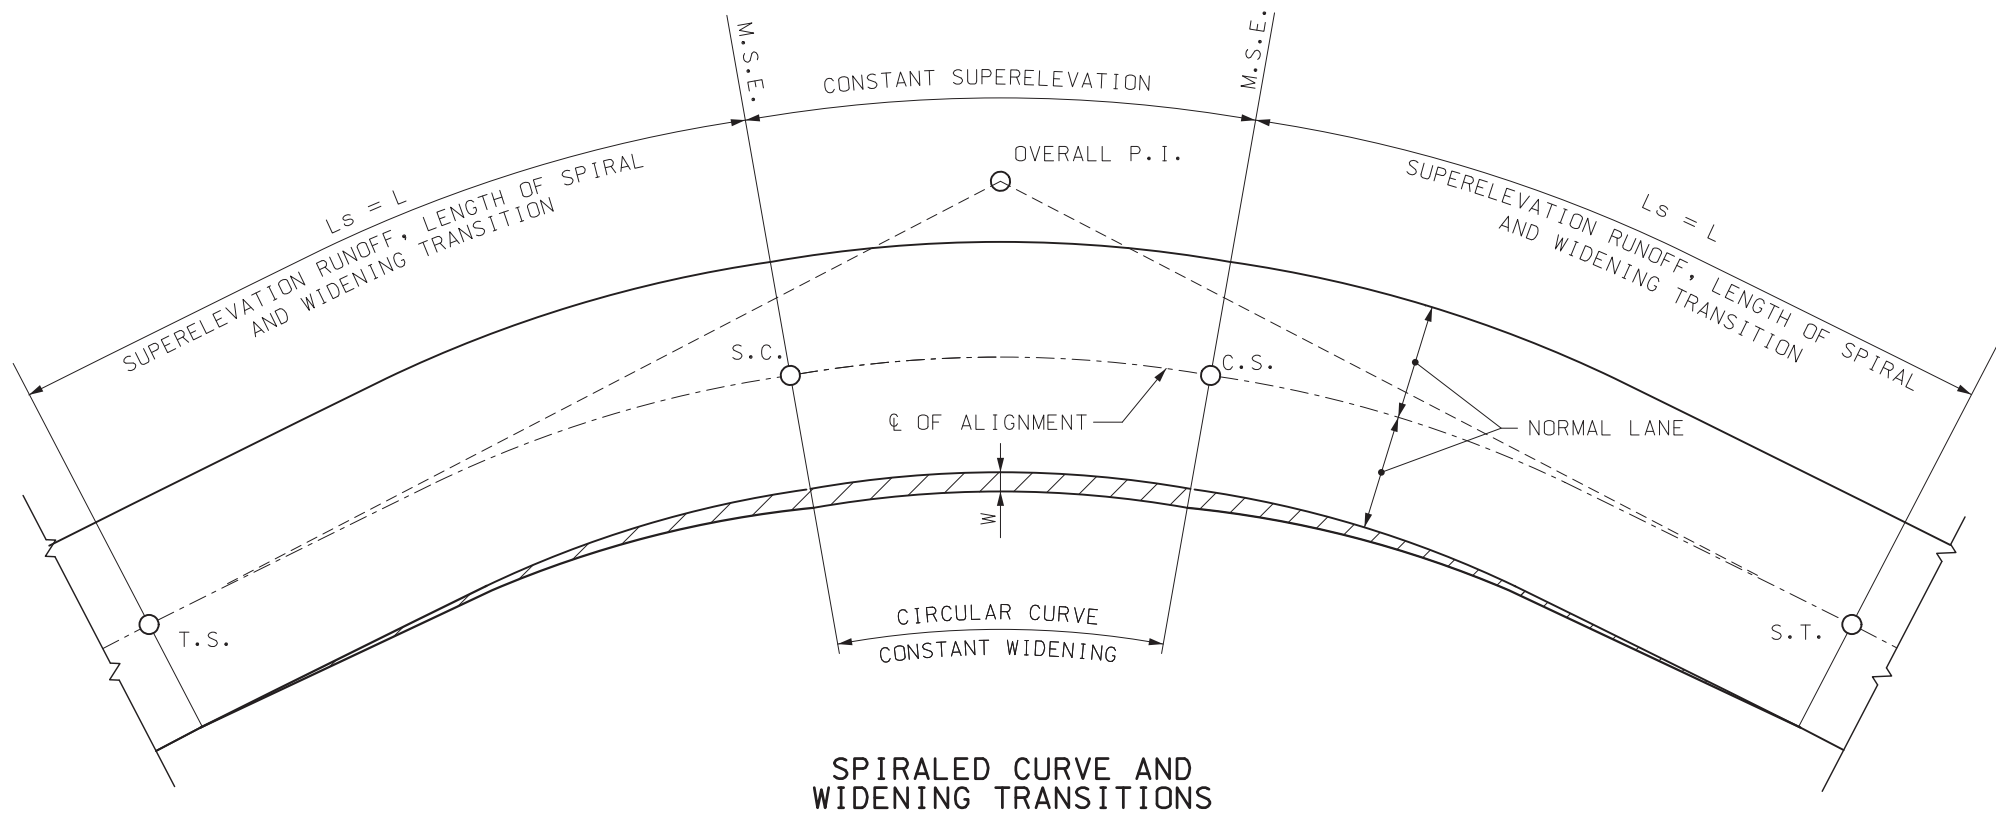 M.S.E.
M.S.E.
CONSTANT SUPERELEVATION
OVERALL P.I.
Ls = L
SUPERELEVATION RUNOFF, LENGTH OF SPIRAL
AND WIDENING TRANSITION
Ls = L
SUPERELEVATION RUNOFF, LENGTH OF SPIRAL
AND WIDENING TRANSITION
S.C.
C.S.
℄ OF ALIGNMENT
NORMAL LANE
W
T.S.
S.T.
CIRCULAR CURVE
CONSTANT WIDENING
SPIRALED CURVE AND
WIDENING TRANSITIONS